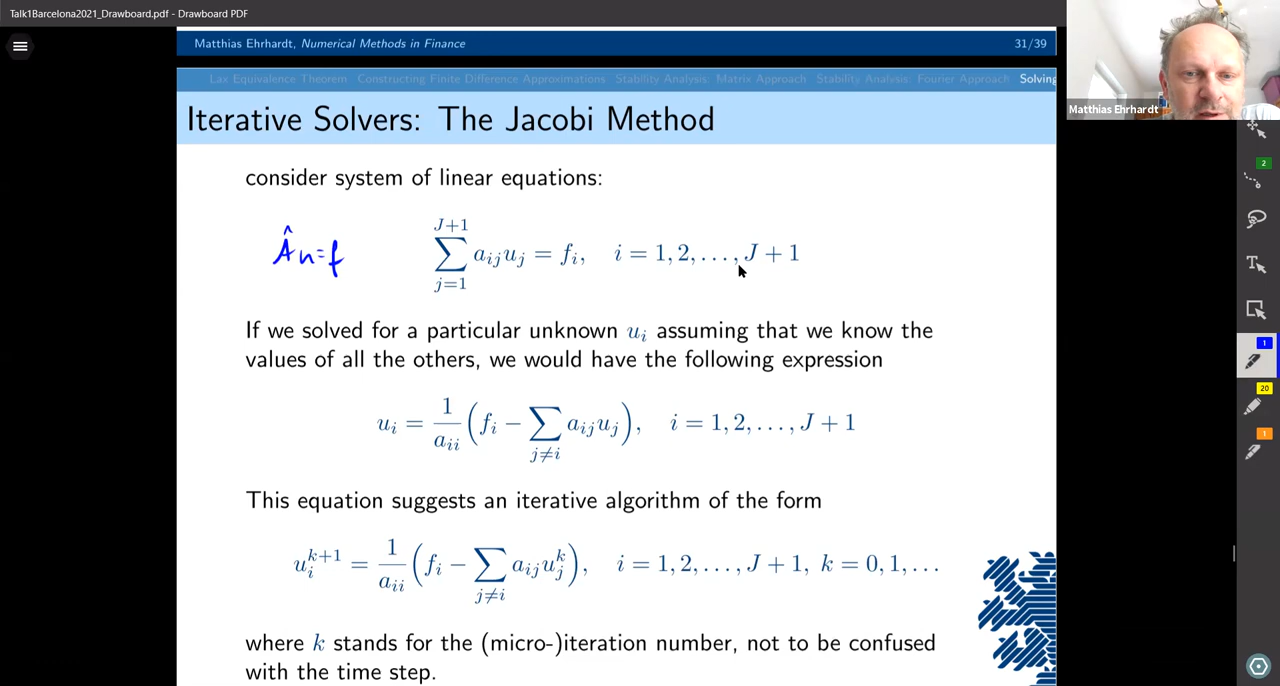 Talk1Barcelona2021_Drawboard.pdf - Drawboard PDF
Matthias Ehrhardt, Numerical Methods in Finance 31/39
Lax Equivalence Theorem Constructing Finite Difference Approximations Stability Analysis: Matrix Approach Stability Analysis: Fourier Approach Solving
Matthias Ehrhardt
Iterative Solvers: The Jacobi Method
consider system of linear equations:
Âu=f ∑_{j=1}^{J+1} a_{ij}u_j = f_i, i = 1, 2, . . . , J + 1
If we solved for a particular unknown u_i assuming that we know the
values of all the others, we would have the following expression
u_i = \frac{1}{a_{ii}} ( f_i − ∑_{j≠i} a_{ij}u_j ), i = 1, 2, . . . , J + 1
This equation suggests an iterative algorithm of the form
u_i^{k+1} = \frac{1}{a_{ii}} ( f_i − ∑_{j≠i} a_{ij}u_j^k ), i = 1, 2, . . . , J + 1, k = 0, 1, . . .
where k stands for the (micro-)iteration number, not to be confused
with the time step.
2
1
20
1